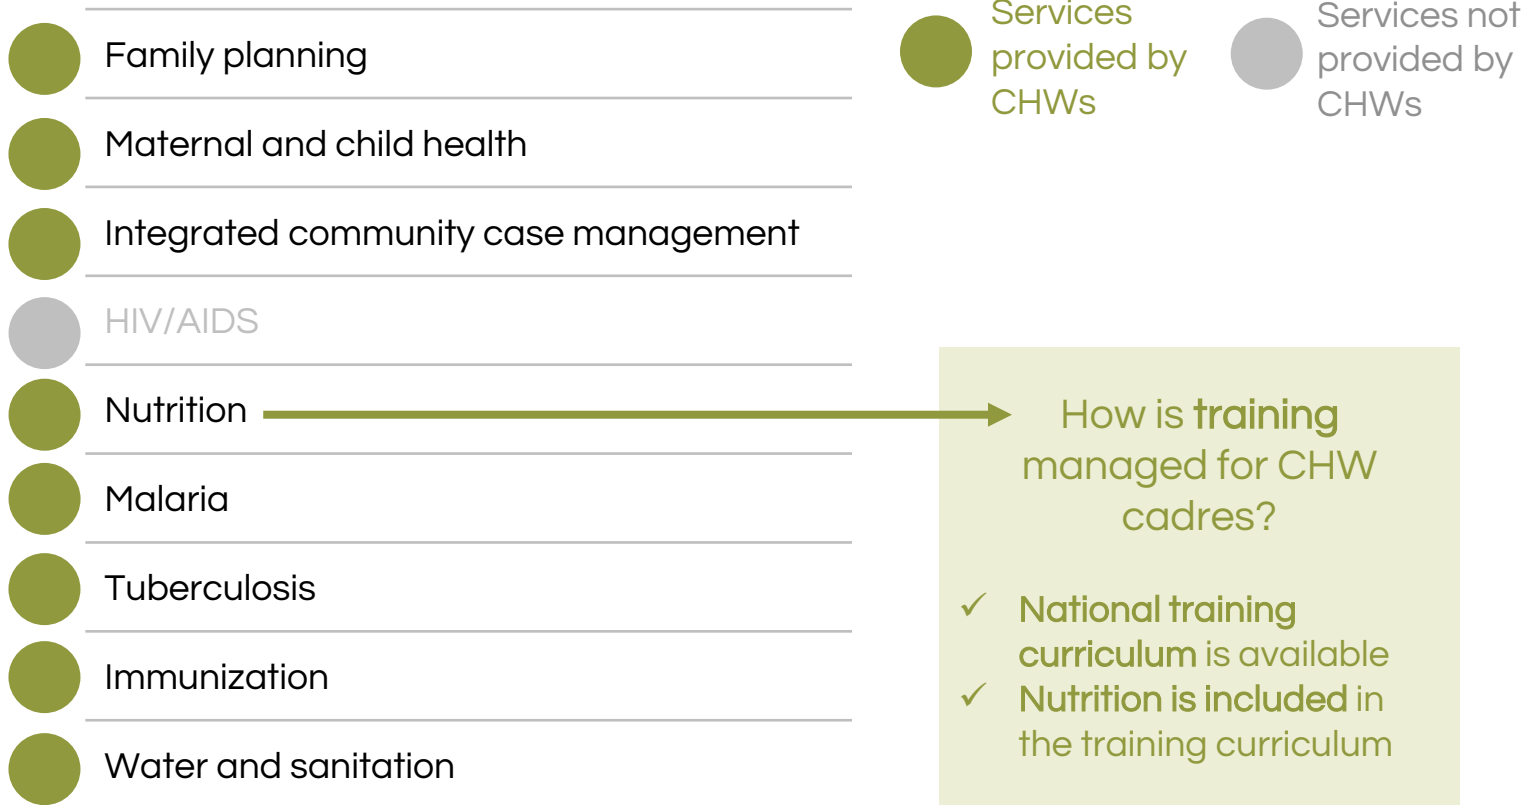 Family planning
Maternal and child health
Integrated community case management
HIV/AIDS
Nutrition
Malaria
Tuberculosis
Immunization
Water and sanitation
Services
provided by
CHWs
Services not
provided by
CHWs
How is training
managed for CHW
cadres?
✓ National training
curriculum is available
✓ Nutrition is included in
the training curriculum